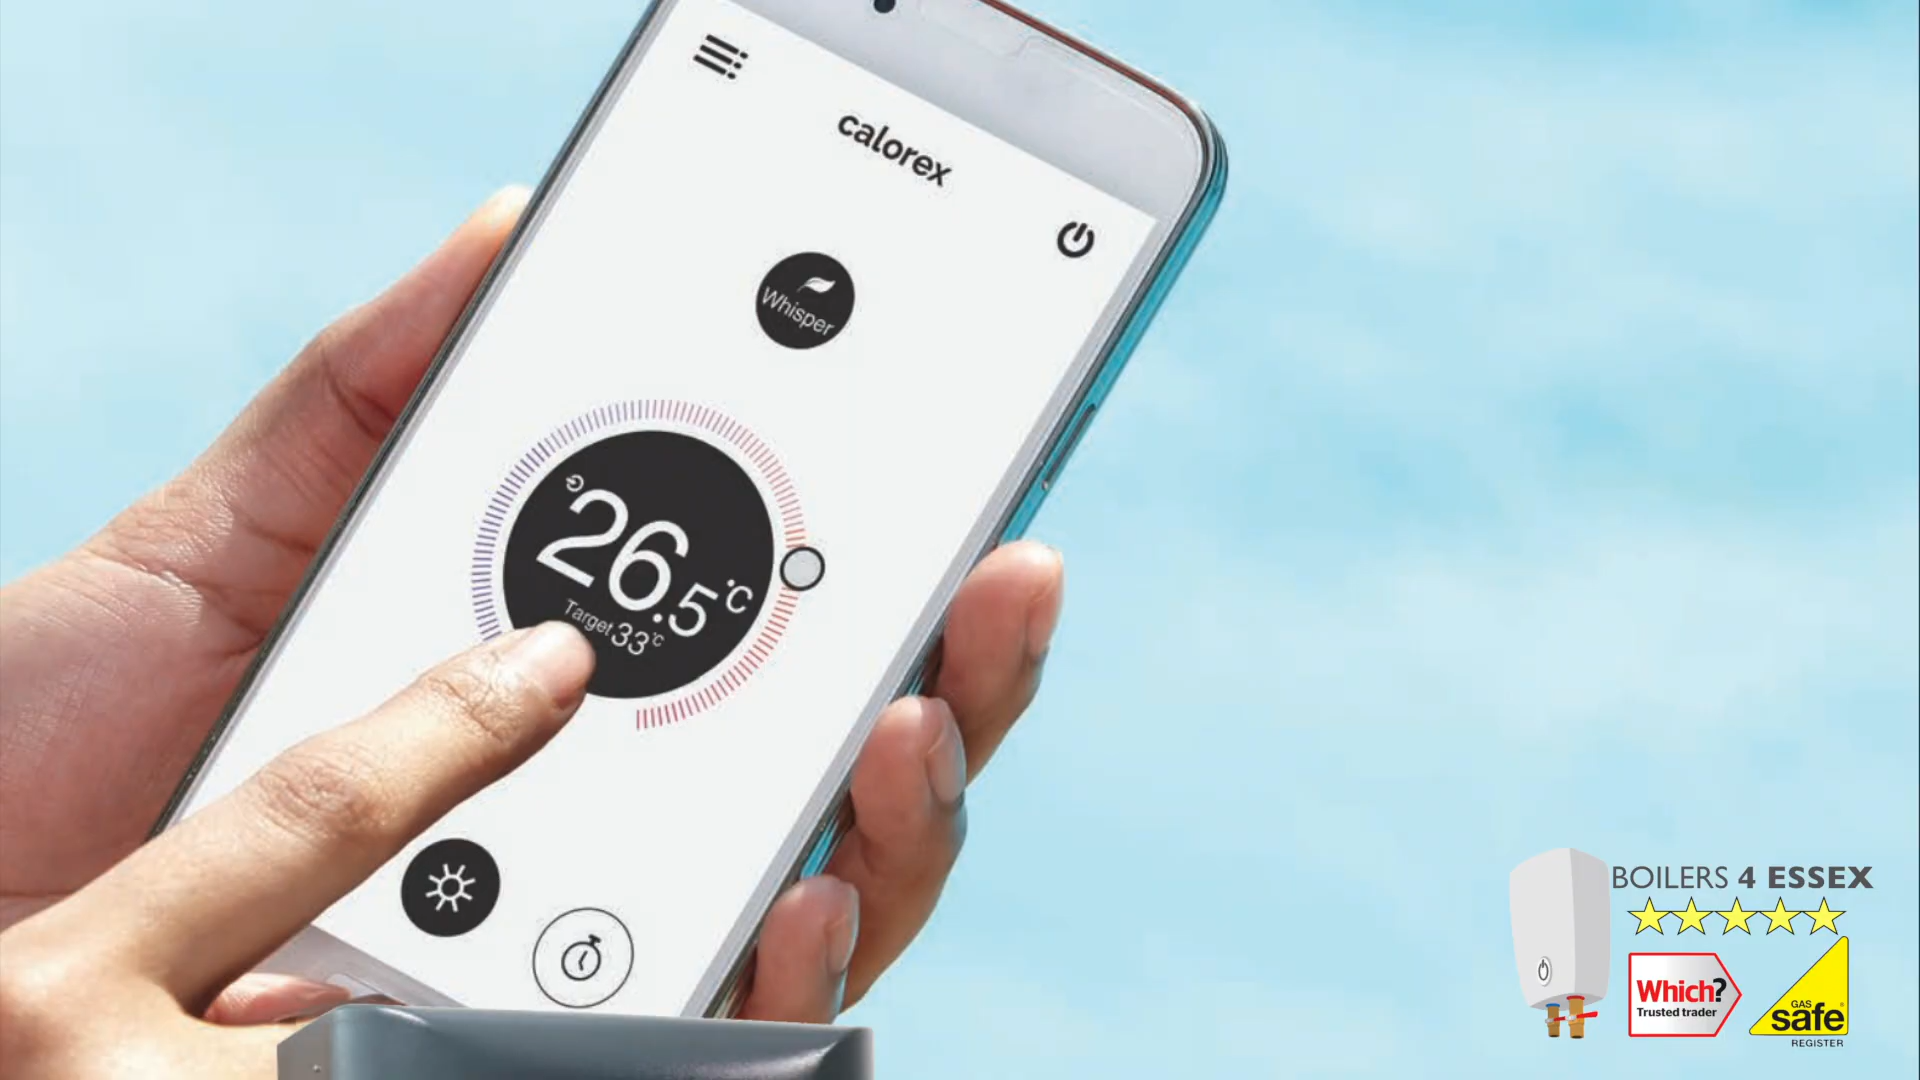 calorex
Whisper
26.5°C
Target 33°C
BOILERS 4 ESSEX
Which?
Trusted trader
GAS
safe
REGISTER